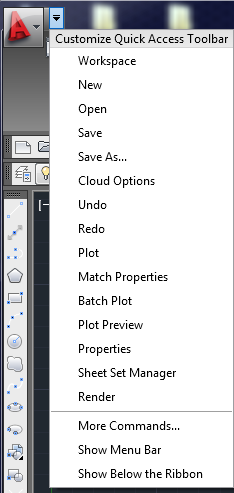 Customize Quick Access Toolbar
Workspace
New
Open
Save
Save As...
Cloud Options
Undo
Redo
Plot
Match Properties
Batch Plot
Plot Preview
Properties
Sheet Set Manager
Render
More Commands...
Show Menu Bar
Show Below the Ribbon
[−